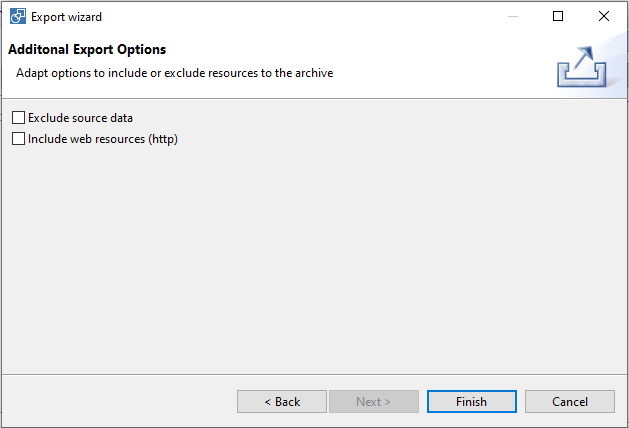 Export wizard
Additonal Export Options
Adapt options to include or exclude resources to the archive
Exclude source data
Include web resources (http)
< Back
Next >
Finish
Cancel